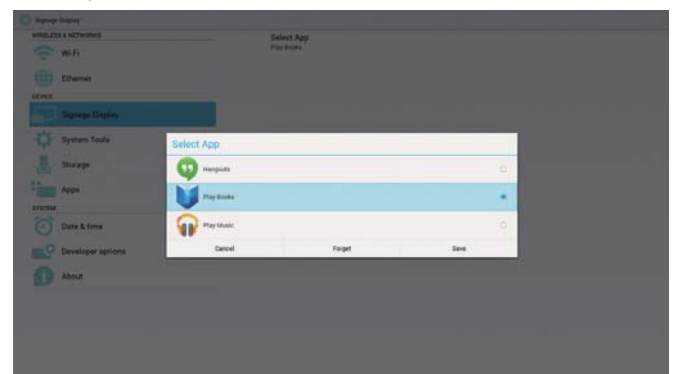 Signage Display
WIRELESS & NETWORKS
Wi-Fi
Ethernet
DEVICE
Signage Display
System Tools
Storage
Apps
SYSTEM
Date & time
Developer options
About
Select App
Play Books
Select App
Hangouts
Play Books
Play Music
Cancel
Forget
Save